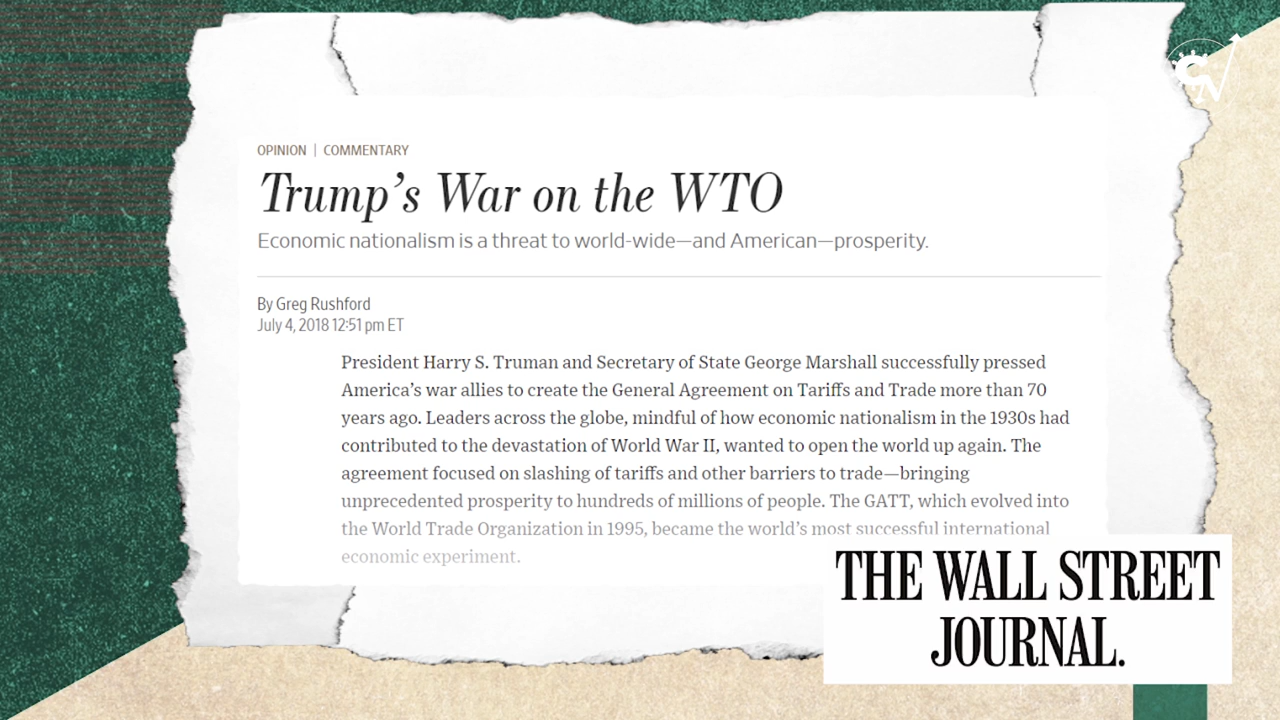 OPINION | COMMENTARY
Trump's War on the WTO
Economic nationalism is a threat to world-wide—and American—prosperity.
By Greg Rushford
July 4, 2018 12:51 pm ET
President Harry S. Truman and Secretary of State George Marshall successfully pressed
America's war allies to create the General Agreement on Tariffs and Trade more than 70
years ago. Leaders across the globe, mindful of how economic nationalism in the 1930s had
contributed to the devastation of World War II, wanted to open the world up again. The
agreement focused on slashing of tariffs and other barriers to trade—bringing
unprecedented prosperity to hundreds of millions of people. The GATT, which evolved into
the World Trade Organization in 1995, became the world's most successful international
economic experiment.
THE WALL STREET
JOURNAL.